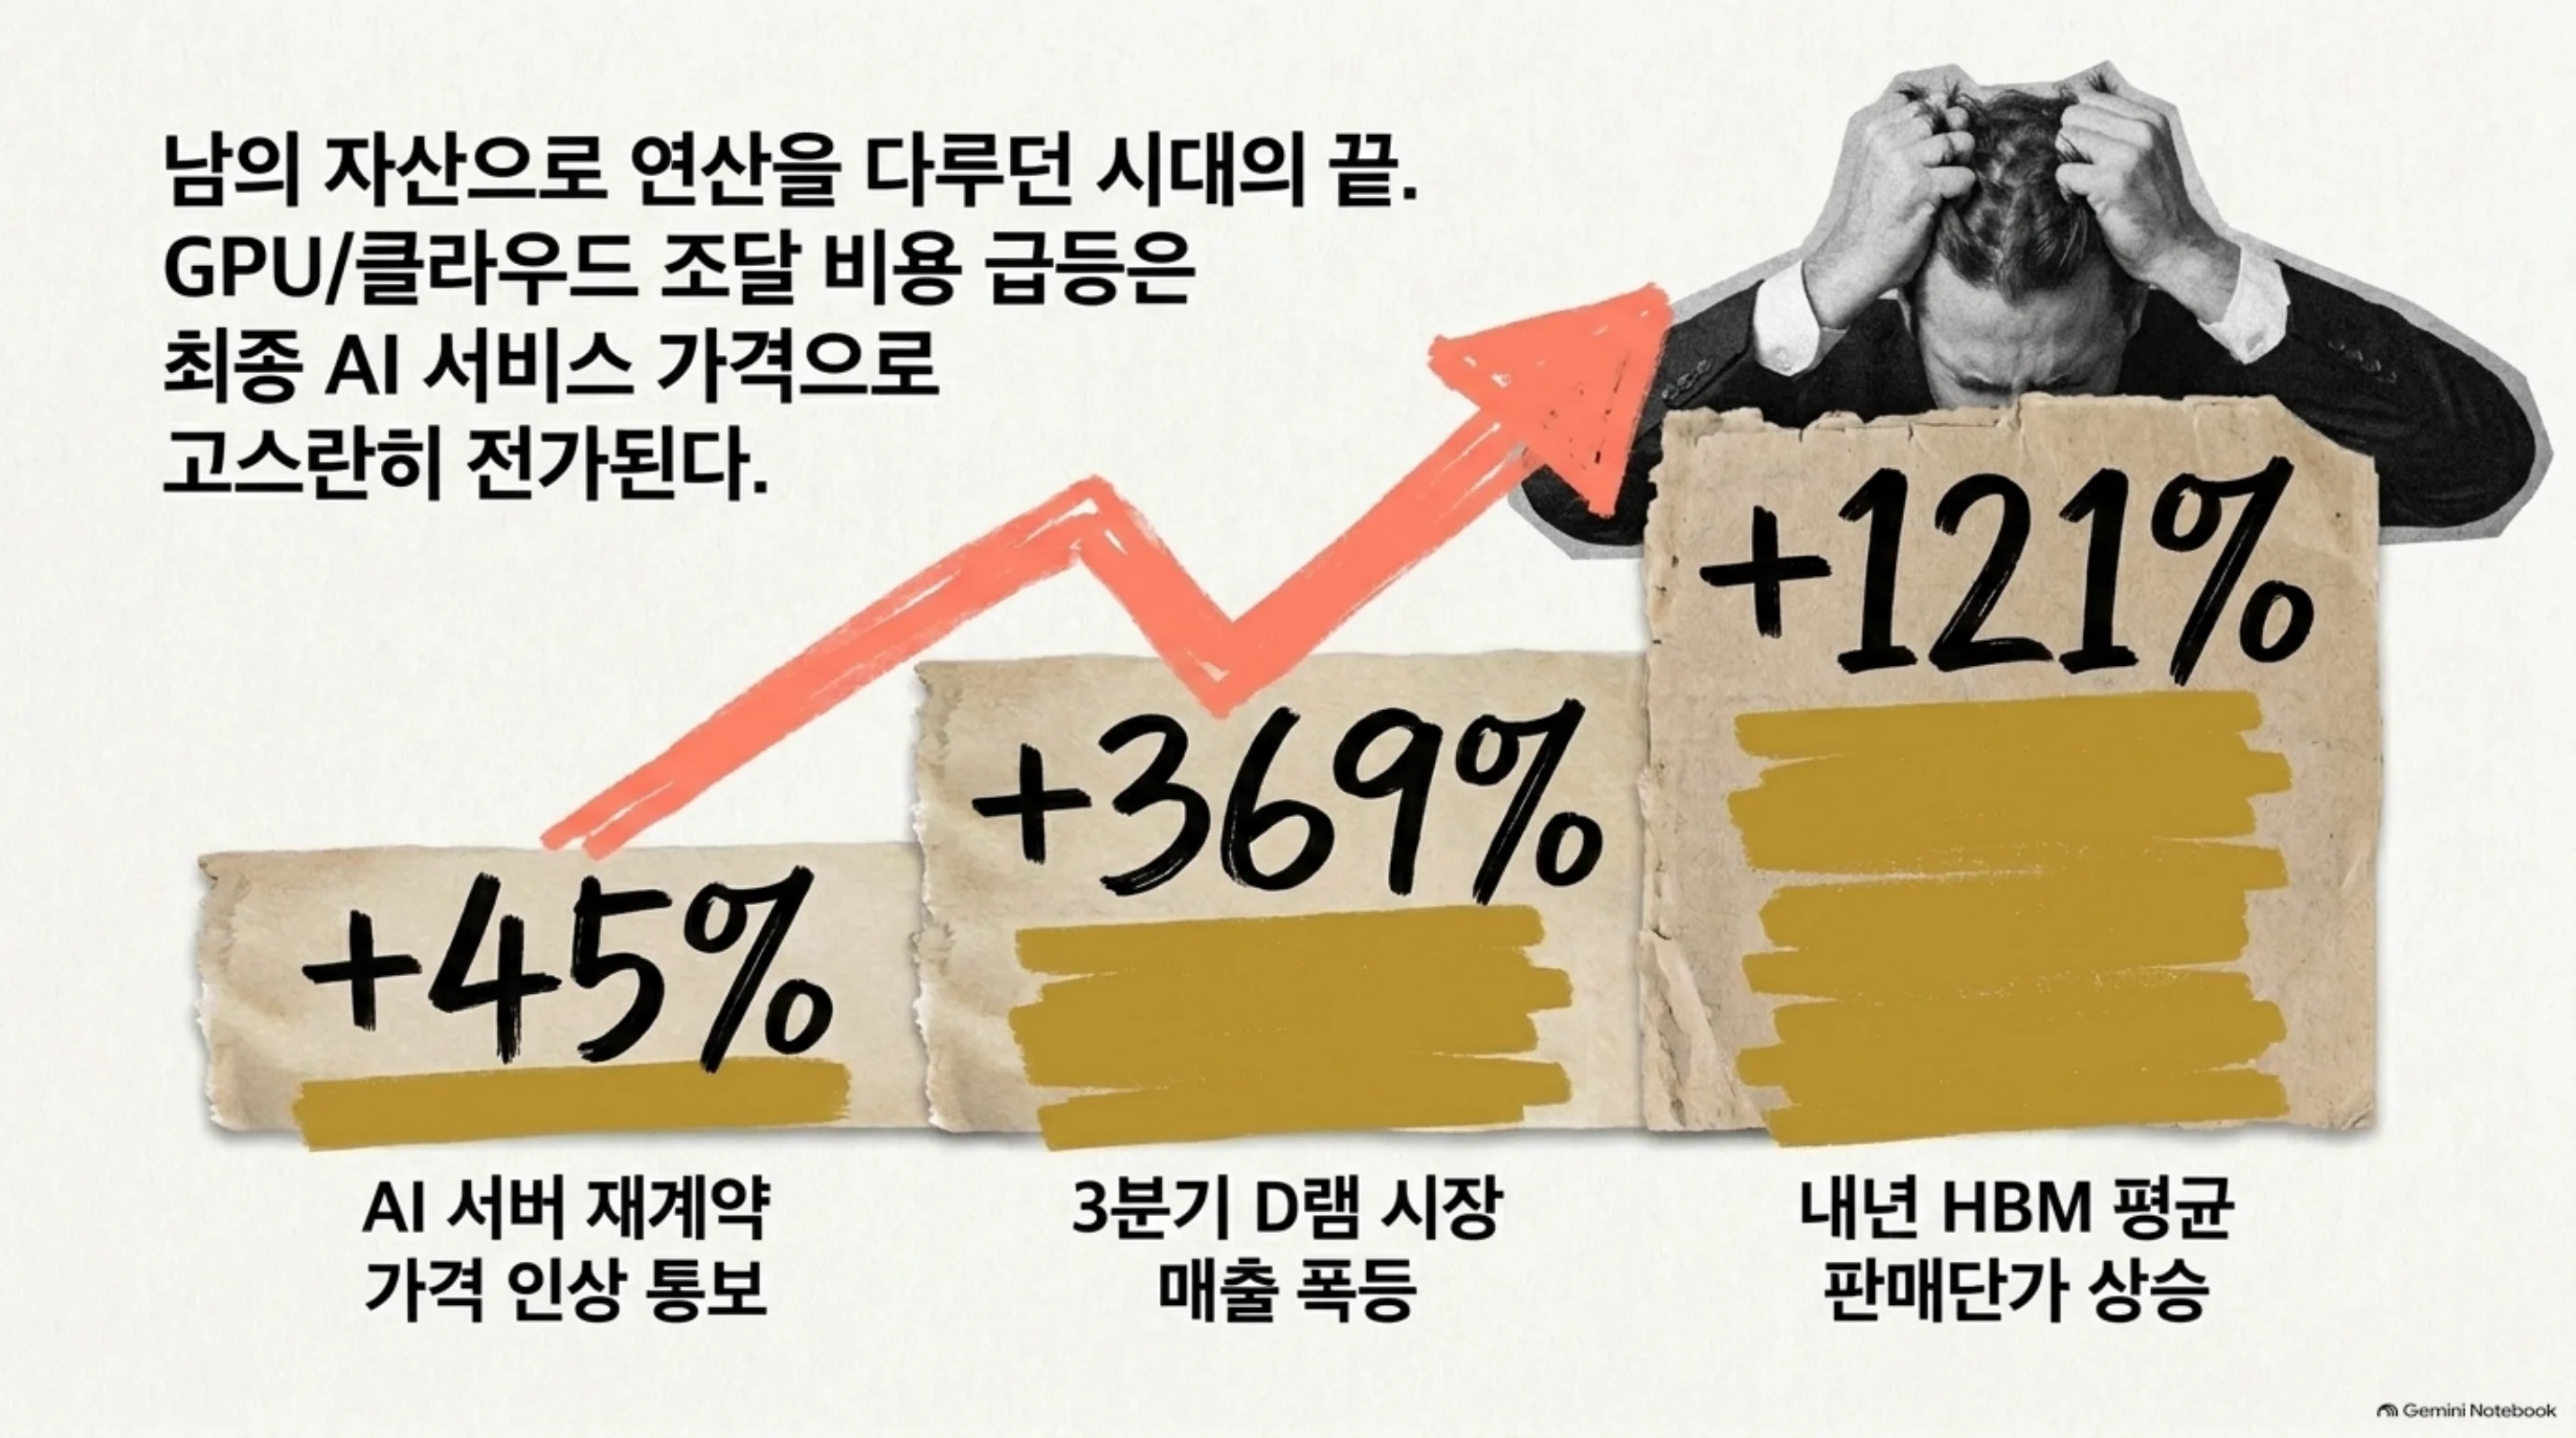 남의 자산으로 연산을 다루던 시대의 끝.
GPU/클라우드 조달 비용 급등은
최종 AI 서비스 가격으로
고스란히 전가된다.
+45%
AI 서버 재계약
가격 인상 통보
+369%
3분기 D램 시장
매출 폭등
+121%
내년 HBM 평균
판매단가 상승
Gemini Notebook